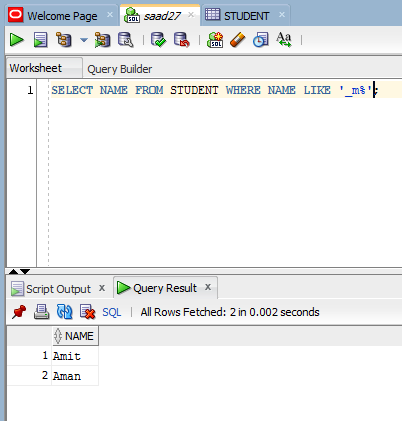 Welcome Page × saad27 × STUDENT ×
SQL
Worksheet Query Builder
1 SELECT NAME FROM STUDENT WHERE NAME LIKE '_m%';
Script Output × Query Result ×
SQL | All Rows Fetched: 2 in 0.002 seconds
NAME
1 Amit
2 Aman